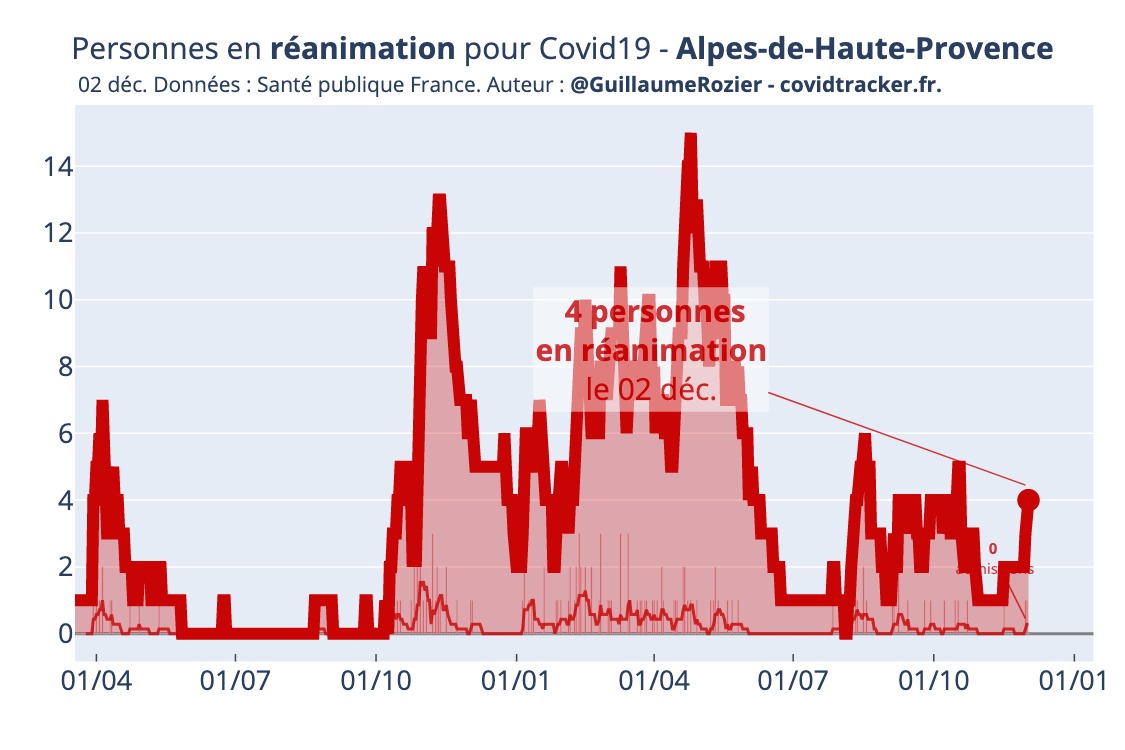 Personnes en réanimation pour Covid19 - Alpes-de-Haute-Provence
02 déc. Données : Santé publique France. Auteur : @GuillaumeRozier - covidtracker.fr.
14
12
10
8
6
4
2
0
4 personnes
en réanimation
le 02 déc.
0
admissions
01/04
01/07
01/10
01/01
01/04
01/07
01/10
01/01